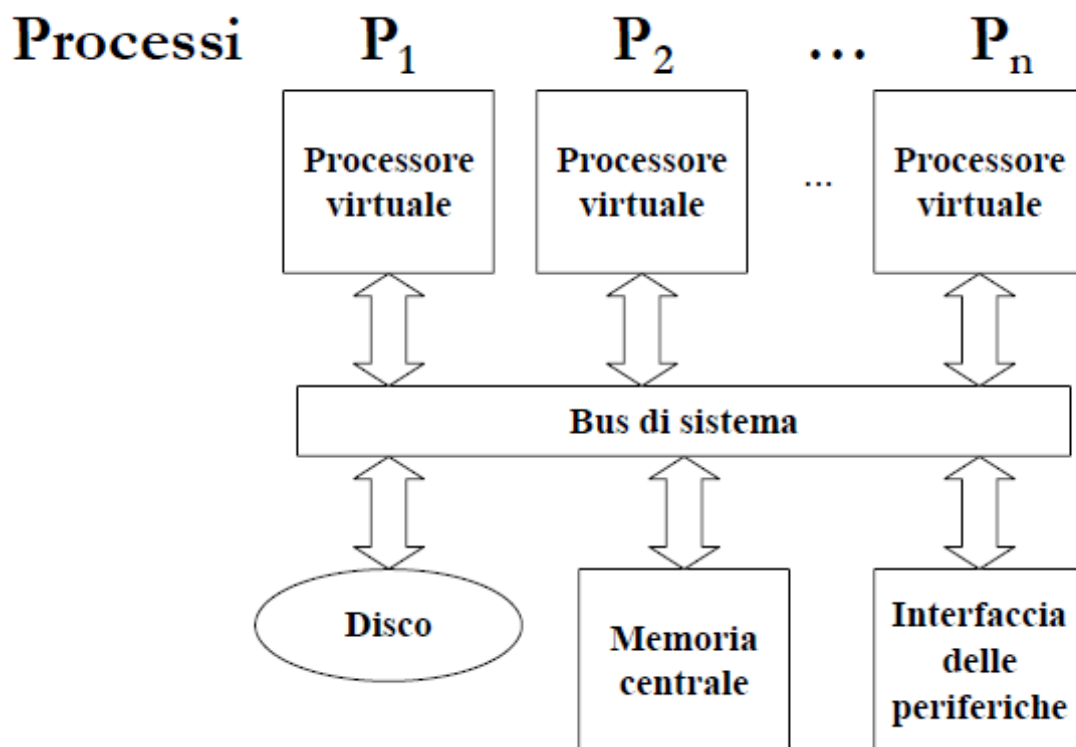 Processi P₁ P₂ ... Pₙ
Processore virtuale
Processore virtuale
...
Processore virtuale
Bus di sistema
Disco
Memoria centrale
Interfaccia delle periferiche